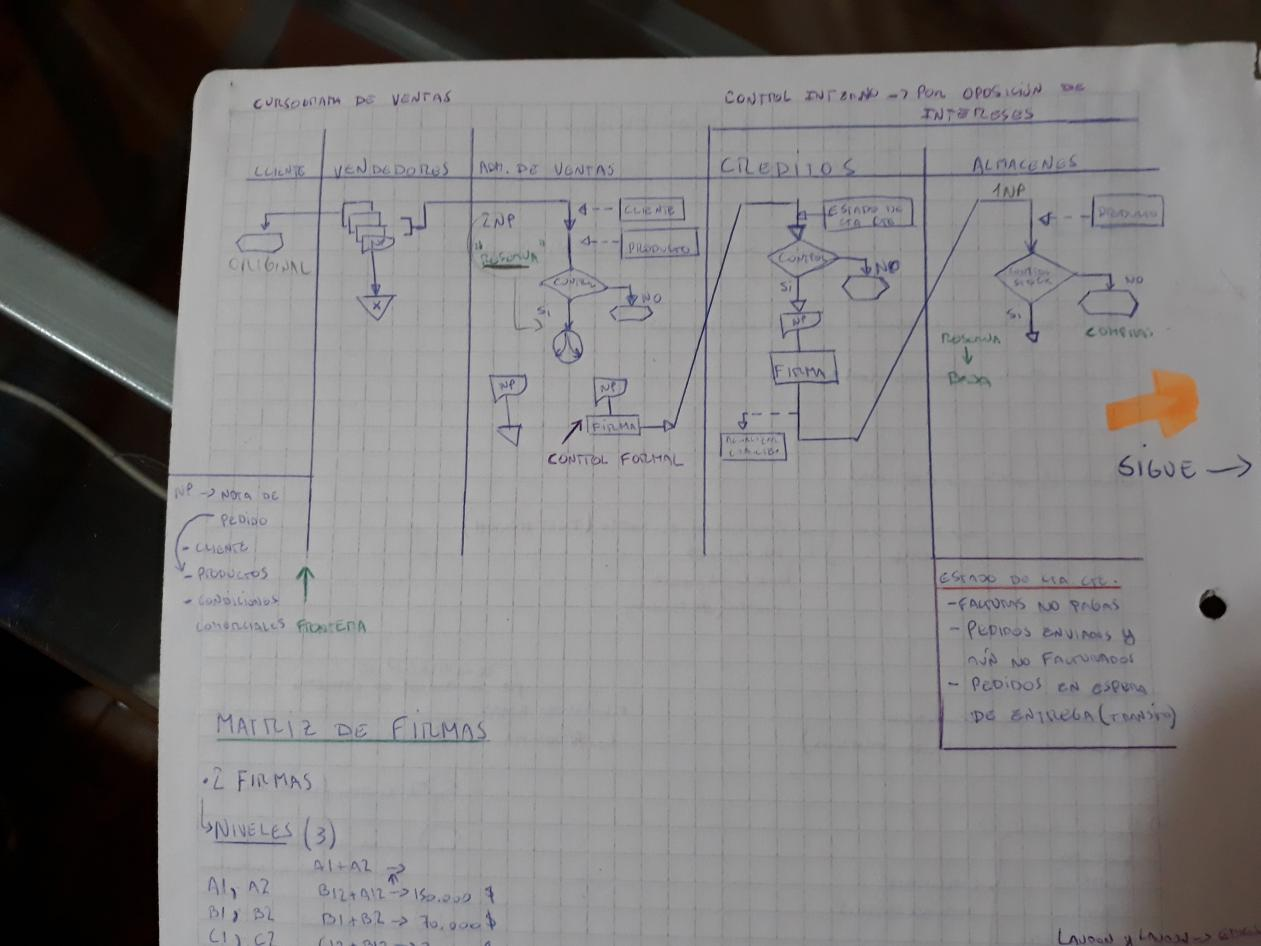 CURSOGRAMA DE VENTAS
CONTROL INTERNO -> POR OPOSICIÓN DE
INTERESES
CLIENTE
VENDEDORES
ADM. DE VENTAS
CREDITOS
ALMACENES
ORIGINAL
X
2NP
"RESERVA"
CLIENTE
PRODUCTO
CONTROL
NO
Si
NP
NP
FIRMA
CONTROL FORMAL
ESTADO DE
CTA CTE
CONTROL
NO
Si
NP
FIRMA
1NP
PRODUCTO
NO
Si
COMPRAS
RESERVA
BAJA
SIGUE ->
NP -> NOTA DE
PEDIDO
- CLIENTE
- PRODUCTOS
- CONDICIONES
COMERCIALES
FRONTERA
ESTADO DE CTA CTE.
- FACTURAS NO PAGAS
- PEDIDOS ENVIADOS Y
AÚN NO FACTURADOS
- PEDIDOS EN ESPERA
DE ENTREGA (TRANSITO)
MATRIZ DE FIRMAS
• 2 FIRMAS
NIVELES (3)
A1+A2 ->
A1, A2 B12+A12 -> 150.000 $
B1, B2 B1+B2 -> 70.000 $
C1, C2